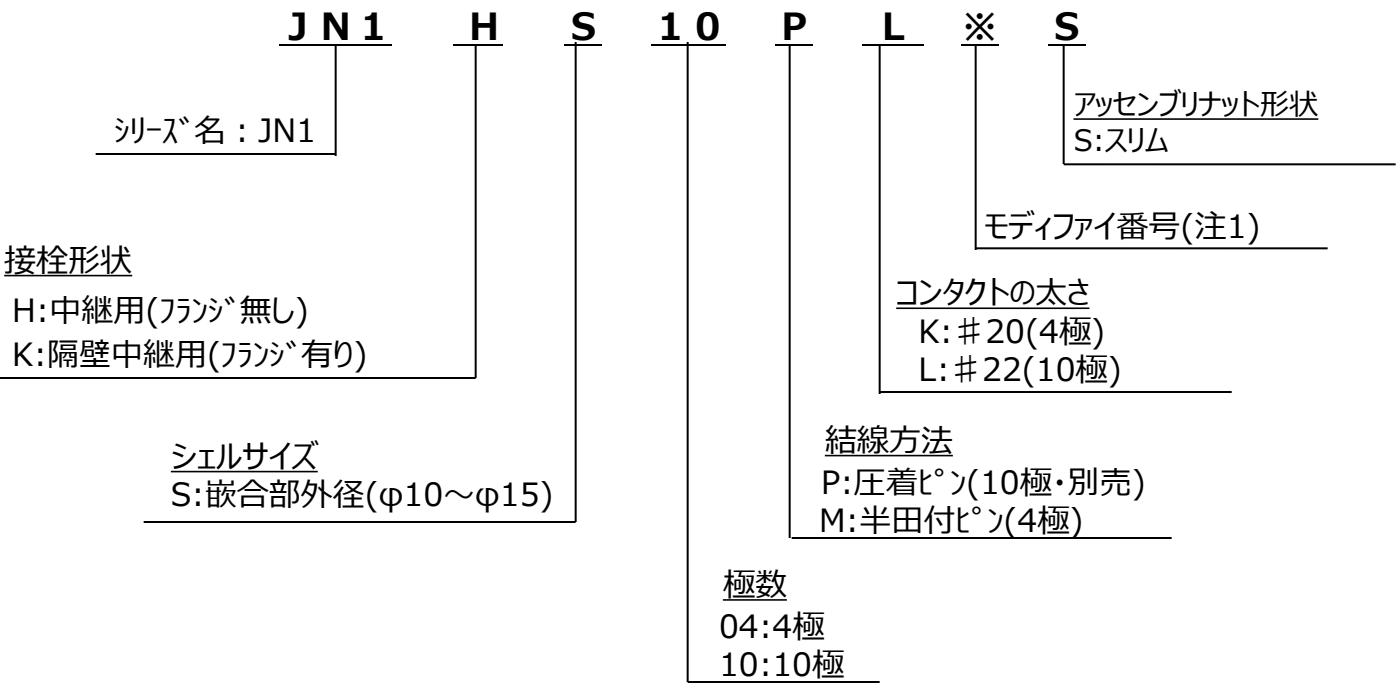 JN1 H S 10 P L ※ S
アッセンブリナット形状
S:スリム
シリーズ名:JN1
モディファイ番号(注1)
接栓形状
H:中継用(フランジ無し)
K:隔壁中継用(フランジ有り)
コンタクトの太さ
K:♯20(4極)
L:♯22(10極)
シェルサイズ
S:嵌合部外径(φ10~φ15)
結線方法
P:圧着ピン(10極・別売)
M:半田付ピン(4極)
極数
04:4極
10:10極